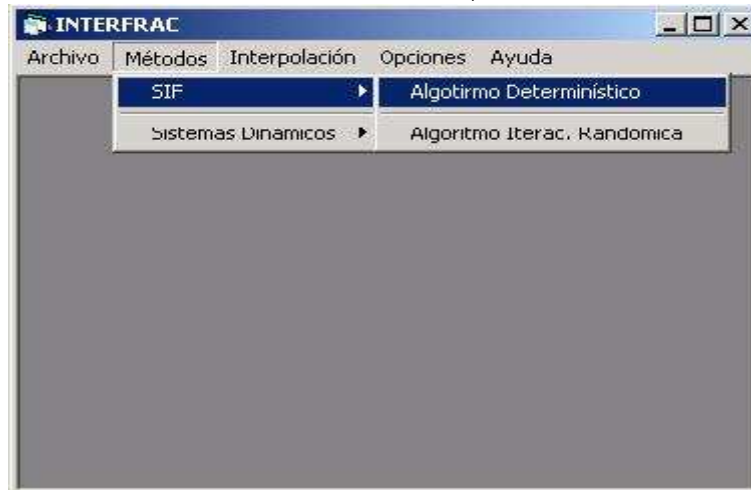 INTERFRAC
Archivo Métodos Interpolación Opciones Ayuda
SIF Algotirmo Determinístico
Sistemas Dinamicos Algoritmo Iterac. Randomica